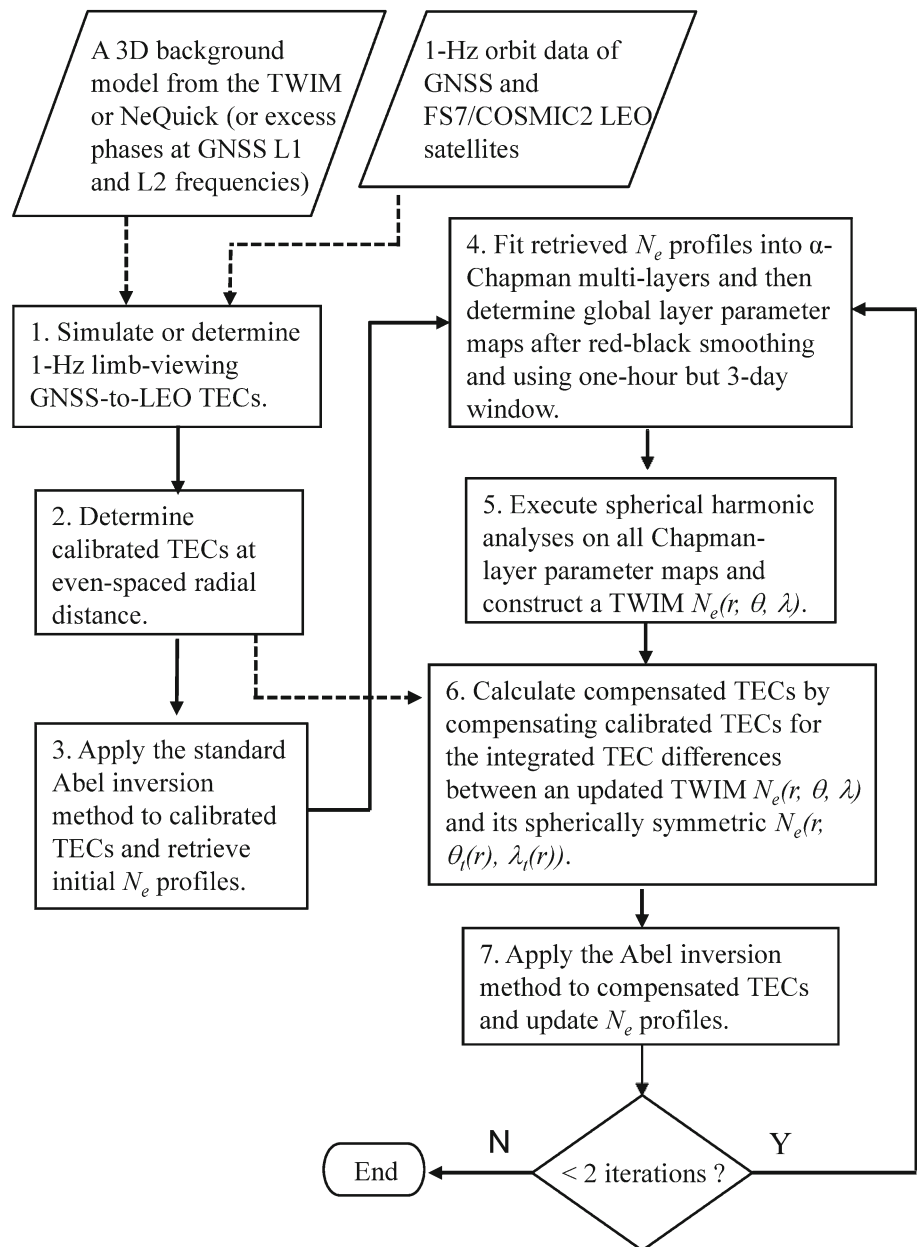 A 3D background
model from the TWIM
or NeQuick (or excess
phases at GNSS L1
and L2 frequencies)
1-Hz orbit data of
GNSS and
FS7/COSMIC2 LEO
satellites
1. Simulate or determine
1-Hz limb-viewing
GNSS-to-LEO TECs.
2. Determine
calibrated TECs at
even-spaced radial
distance.
3. Apply the standard
Abel inversion
method to calibrated
TECs and retrieve
initial Ne profiles.
4. Fit retrieved Ne profiles into α-
Chapman multi-layers and then
determine global layer parameter
maps after red-black smoothing
and using one-hour but 3-day
window.
5. Execute spherical harmonic
analyses on all Chapman-
layer parameter maps and
construct a TWIM Ne(r, θ, λ).
6. Calculate compensated TECs by
compensating calibrated TECs for
the integrated TEC differences
between an updated TWIM Ne(r, θ, λ)
and its spherically symmetric Ne(r,
θt(r), λt(r)).
7. Apply the Abel inversion
method to compensated TECs
and update Ne profiles.
< 2 iterations ?
N
Y
End